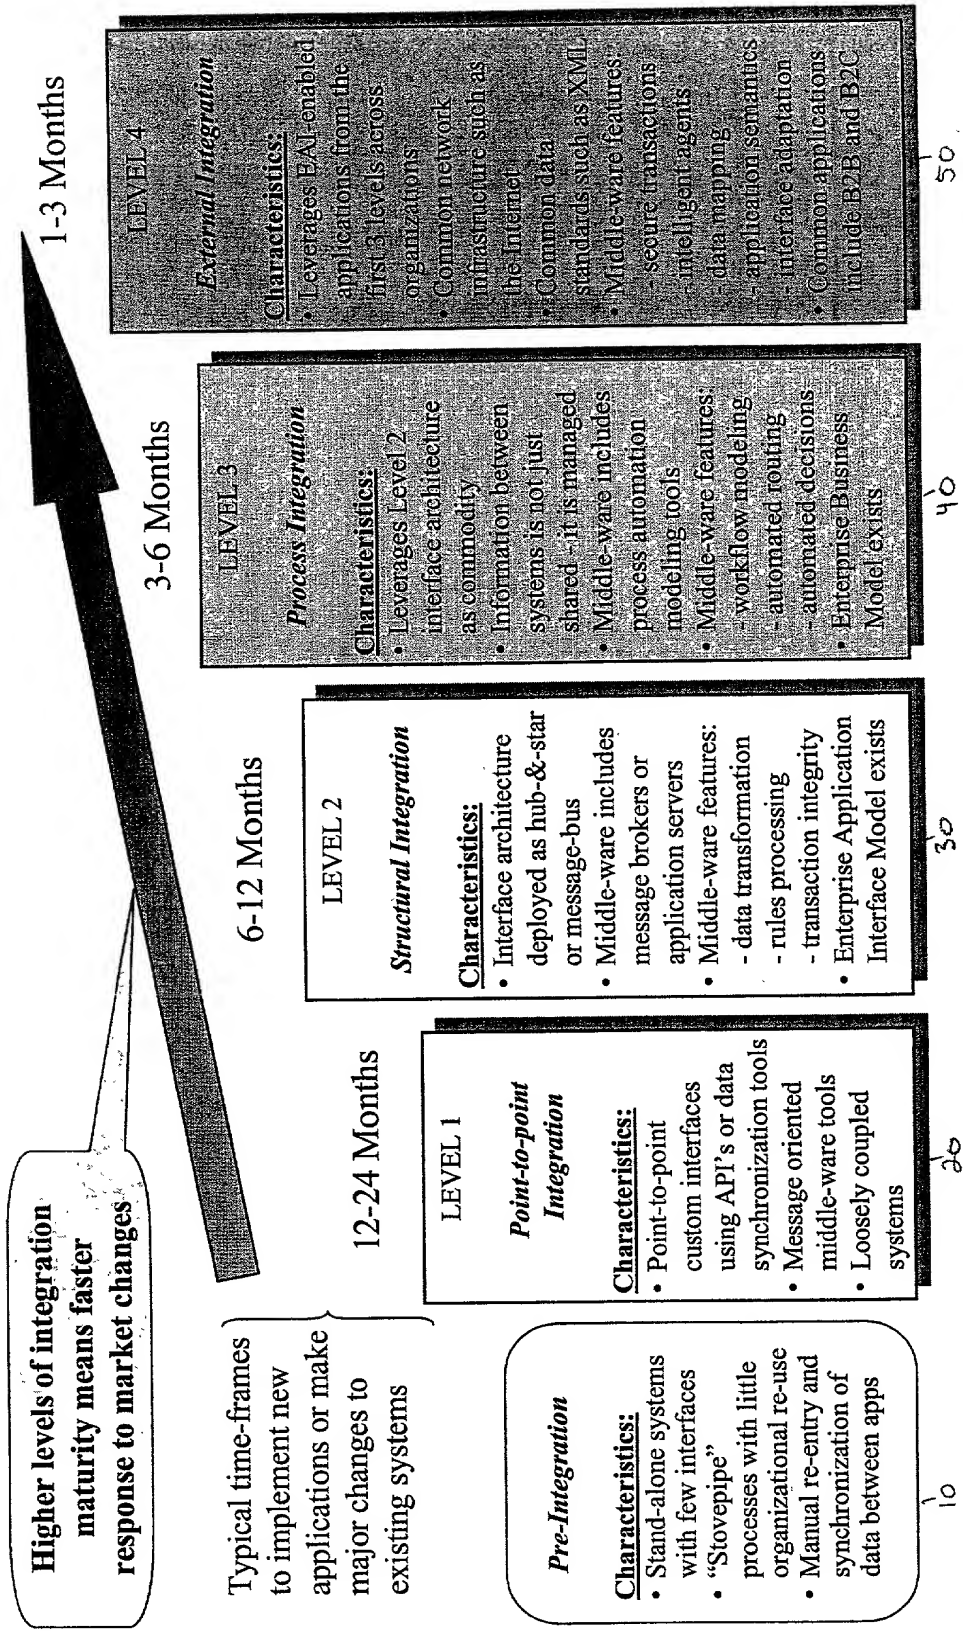 Higher levels of integration
maturity means faster
response to market changes
Typical time-frames
to implement new
applications or make
major changes to
existing systems
12-24 Months
6-12 Months
3-6 Months
1-3 Months
Pre-Integration
Characteristics:
• Stand-alone systems
with few interfaces
• “Stovepipe”
processes with little
organizational re-use
• Manual re-entry and
synchronization of
data between apps
10
LEVEL 1
Point-to-point
Integration
Characteristics:
• Point-to-point
custom interfaces
using API's or data
synchronization tools
• Message oriented
middle-ware tools
• Loosely coupled
systems
20
LEVEL 2
Structural Integration
Characteristics:
• Interface architecture
deployed as hub-&-star
or message-bus
• Middle-ware includes
message brokers or
application servers
• Middle-ware features:
- data transformation
- rules processing
- transaction integrity
• Enterprise Application
Interface Model exists
30
LEVEL 3
Process Integration
Characteristics:
• Leverages Level 2
interface architecture
as commodity
• Information between
systems is not just
shared - it is managed
• Middle-ware includes
process automation
modeling tools
• Middle-ware features:
- workflow modeling
- automated routing
- automated decisions
• Enterprise Business
Model exists
40
LEVEL 4
External Integration
Characteristics:
• Leverages EAI-enabled
applications from the
first 3 levels across
organizations
• Common network
infrastructure such as
the Internet
• Common data
standards such as XML
• Middle-ware features:
- secure transactions
- intelligent agents
- data mapping
- application semantics
- interface adaptation
• Common applications
include B2B and B2C
50